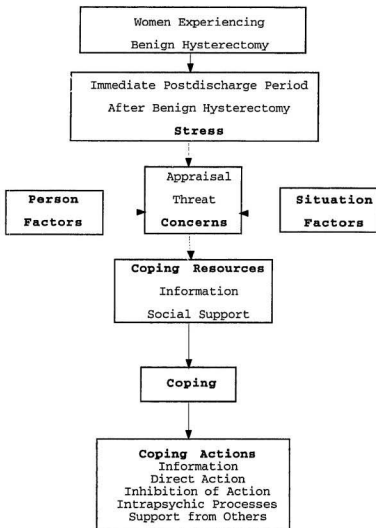 Women Experiencing
Benign Hysterectomy
Immediate Postdischarge Period
After Benign Hysterectomy
Stress
Appraisal
Threat
Concerns
Person
Factors
Situation
Factors
Coping Resources
Information
Social Support
Coping
Coping Actions
Information
Direct Action
Inhibition of Action
Intrapsychic Processes
Support from Others